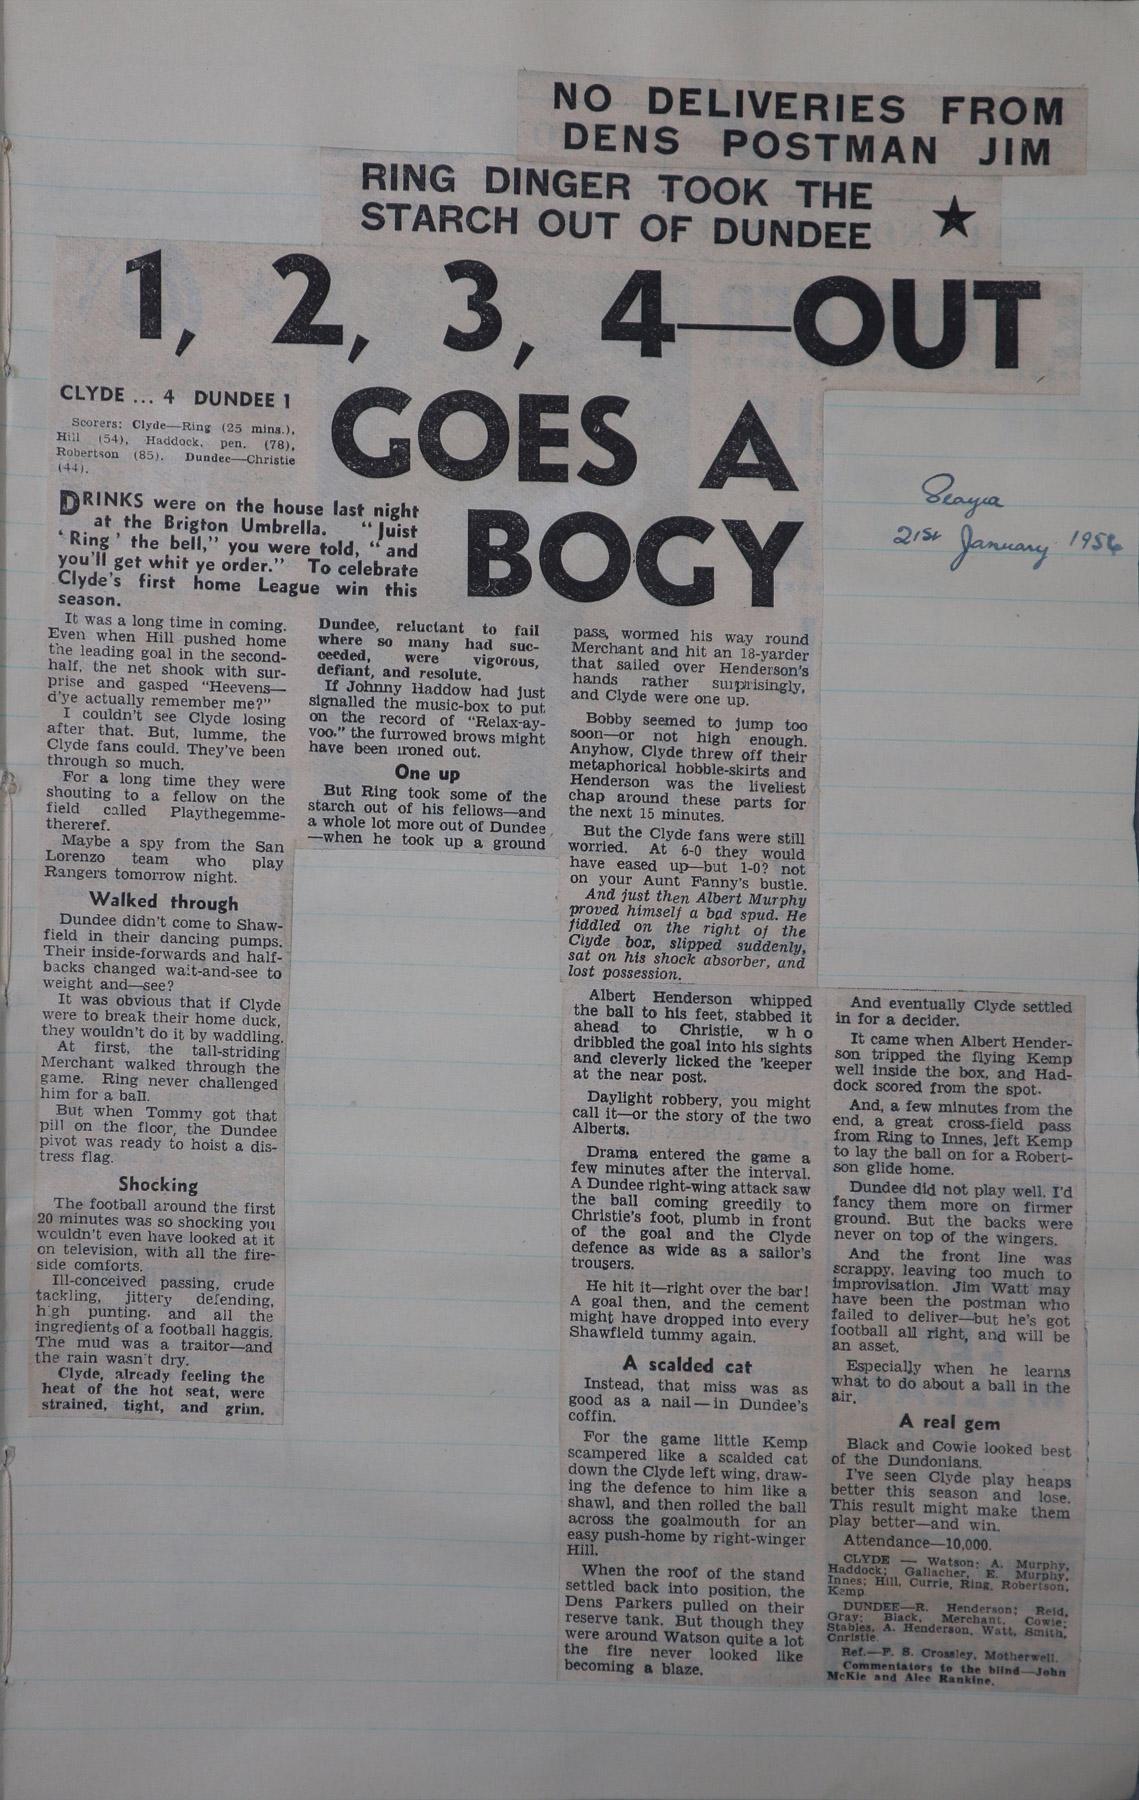 NO DELIVERIES FROM
DENS POSTMAN JIM
RING DINGER TOOK THE
STARCH OUT OF DUNDEE
1, 2, 3, 4—OUT
GOES A
BOGY
CLYDE ... 4 DUNDEE 1
Scorers: Clyde—Ring (25 mins.),
Hill (54), Haddock, pen. (78),
Robertson (85). Dundee—Christie
(44).
21st January 1956
DRINKS were on the house last night
at the Brigton Umbrella. "Juist
'Ring' the bell," you were told, "and
you'll get whit ye order." To celebrate
Clyde's first home League win this
season.
It was a long time in coming.
Even when Hill pushed home
the leading goal in the second-
half, the net shook with sur-
prise and gasped "Heevens—
d'ye actually remember me?"
I couldn't see Clyde losing
after that. But, lumme, the
Clyde fans could. They've been
through so much.
For a long time they were
shouting to a fellow on the
field called Playthegemme-
thereref.
Maybe a spy from the San
Lorenzo team who play
Rangers tomorrow night.
Walked through
Dundee didn't come to Shaw-
field in their dancing pumps.
Their inside-forwards and half-
backs changed wait-and-see to
weight and—see?
It was obvious that if Clyde
were to break their home duck,
they wouldn't do it by waddling.
At first, the tall-striding
Merchant walked through the
game. Ring never challenged
him for a ball.
But when Tommy got that
pill on the floor, the Dundee
pivot was ready to hoist a dis-
tress flag.
Shocking
The football around the first
20 minutes was so shocking you
wouldn't even have looked at it
on television, with all the fire-
side comforts.
Ill-conceived passing, crude
tackling, jittery defending,
high punting, and all the
ingredients of a football haggis.
The mud was a traitor—and
the rain wasn't dry.
Clyde, already feeling the
heat of the hot seat, were
strained, tight, and grim.
Dundee, reluctant to fail
where so many had suc-
ceeded, were vigorous,
defiant, and resolute.
If Johnny Haddow had just
signalled the music-box to put
on the record of "Relax-ay-
voo," the furrowed brows might
have been ironed out.
One up
But Ring took some of the
starch out of his fellows—and
a whole lot more out of Dundee
—when he took up a ground
pass, wormed his way round
Merchant and hit an 18-yarder
that sailed over Henderson's
hands rather surprisingly,
and Clyde were one up.
Bobby seemed to jump too
soon—or not high enough.
Anyhow, Clyde threw off their
metaphorical hobble-skirts and
Henderson was the liveliest
chap around these parts for
the next 15 minutes.
But the Clyde fans were still
worried. At 6-0 they would
have eased up—but 1-0? not
on your Aunt Fanny's bustle.
And just then Albert Murphy
proved himself a bad spud. He
fiddled on the right of the
Clyde box, slipped suddenly,
sat on his shock absorber, and
lost possession.
Albert Henderson whipped
the ball to his feet, stabbed it
ahead to Christie, who
dribbled the goal into his sights
and cleverly licked the 'keeper
at the near post.
Daylight robbery, you might
call it—or the story of the two
Alberts.
Drama entered the game a
few minutes after the interval.
A Dundee right-wing attack saw
the ball coming greedily to
Christie's foot, plumb in front
of the goal and the Clyde
defence as wide as a sailor's
trousers.
He hit it—right over the bar!
A goal then, and the cement
might have dropped into every
Shawfield tummy again.
A scalded cat
Instead, that miss was as
good as a nail—in Dundee's
coffin.
For the game little Kemp
scampered like a scalded cat
down the Clyde left wing, draw-
ing the defence to him like a
shawl, and then rolled the ball
across the goalmouth for an
easy push-home by right-winger
Hill.
When the roof of the stand
settled back into position, the
Dens Parkers pulled on their
reserve tank. But though they
were around Watson quite a lot
the fire never looked like
becoming a blaze.
And eventually Clyde settled
in for a decider.
It came when Albert Hender-
son tripped the flying Kemp
well inside the box, and Had-
dock scored from the spot.
And, a few minutes from the
end, a great cross-field pass
from Ring to Innes, left Kemp
to lay the ball on for a Robert-
son glide home.
Dundee did not play well. I'd
fancy them more on firmer
ground. But the backs were
never on top of the wingers.
And the front line was
scrappy, leaving too much to
improvisation. Jim Watt may
have been the postman who
failed to deliver—but he's got
football all right, and will be
an asset.
Especially when he learns
what to do about a ball in the
air.
A real gem
Black and Cowie looked best
of the Dundonians.
I've seen Clyde play heaps
better this season and lose.
This result might make them
play better—and win.
Attendance—10,000.
CLYDE — Watson; A. Murphy,
Haddock; Gallacher, E. Murphy,
Innes; Hill, Currie, Ring, Robertson,
Kemp.
DUNDEE—R. Henderson; Reid,
Gray; Black, Merchant, Cowie;
Stables, A. Henderson, Watt, Smith,
Christie.
Ref.—F. S. Crossley, Motherwell.
Commentators to the blind—John
McKie and Alec Rankine.